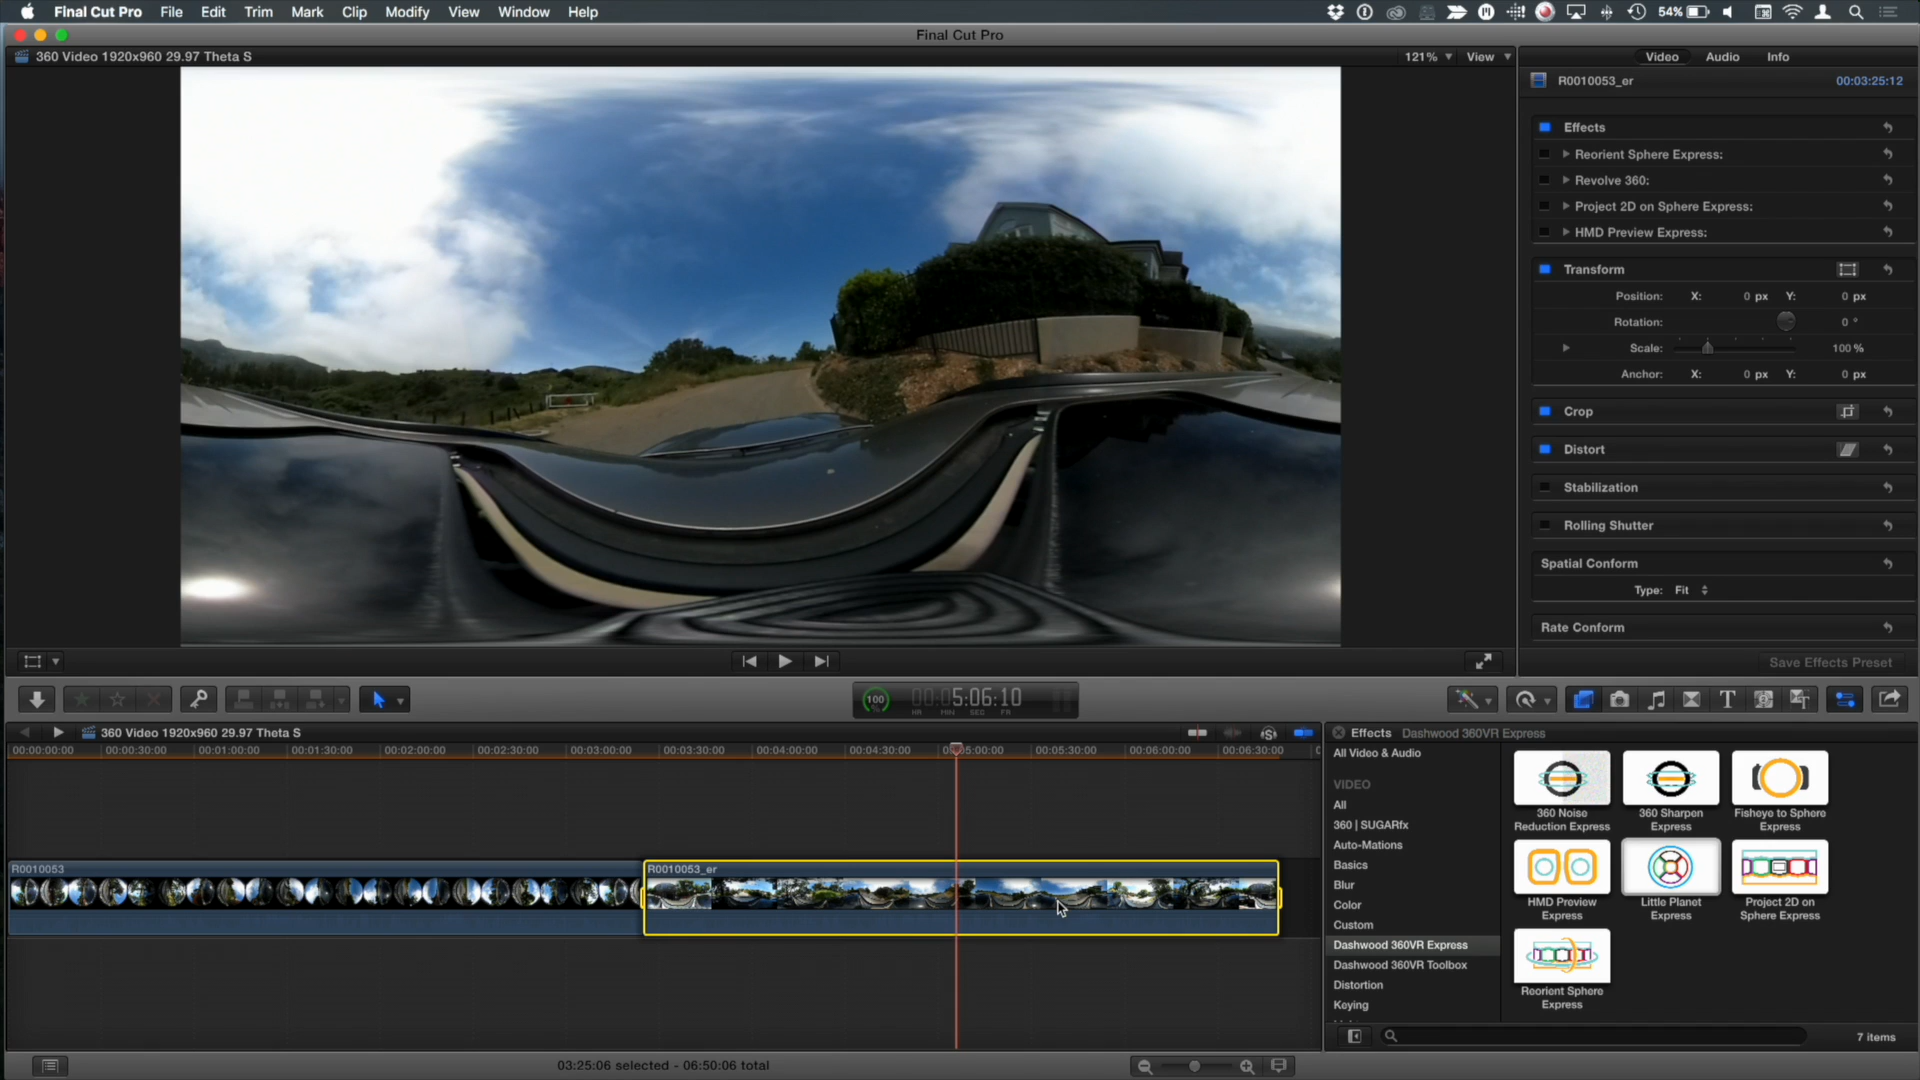 Final Cut Pro File Edit Trim Mark Clip Modify View Window Help 54%
Final Cut Pro
360 Video 1920x960 29.97 Theta S 121% View
Video Audio Info
R0010053_er 00:03:25:12
Effects
Reorient Sphere Express:
Revolve 360:
Project 2D on Sphere Express:
HMD Preview Express:
Transform
Position: X: 0 px Y: 0 px
Rotation: 0 °
Scale: 100 %
Anchor: X: 0 px Y: 0 px
Crop
Distort
Stabilization
Rolling Shutter
Spatial Conform
Type: Fit
Rate Conform
Save Effects Preset
100 00:00:5:06:10
HR MIN SEC FR
360 Video 1920x960 29.97 Theta S
00:00:00:00 00:00:30:00 00:01:00:00 00:01:30:00 00:02:00:00 00:02:30:00 00:03:00:00 00:03:30:00 00:04:00:00 00:04:30:00 00:05:00:00 00:05:30:00 00:06:00:00 00:06:30:00
R0010053
R0010053_er
Effects Dashwood 360VR Express
All Video & Audio
VIDEO
All
360 | SUGARfx
Auto-Mations
Basics
Blur
Color
Custom
Dashwood 360VR Express
Dashwood 360VR Toolbox
Distortion
Keying
360 Noise
Reduction Express
360 Sharpen
Express
Fisheye to Sphere
Express
HMD Preview
Express
Little Planet
Express
Project 2D on
Sphere Express
Reorient Sphere
Express
7 items
03:25:06 selected - 06:50:06 total